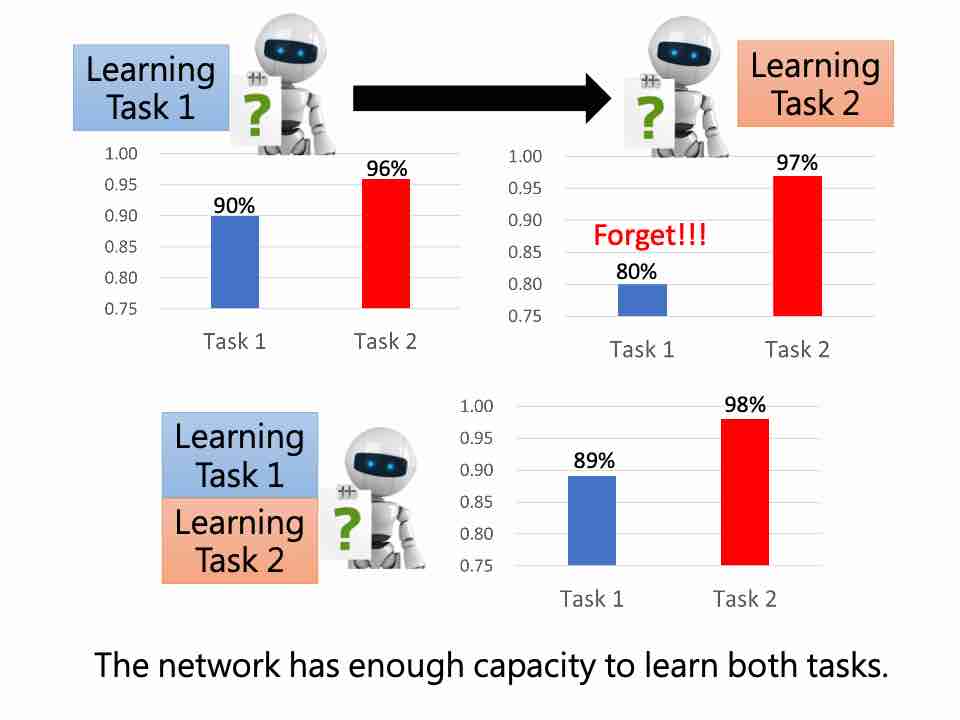 Learning
Task 1
?
?
Learning
Task 2
1.00
0.95
0.90
0.85
0.80
0.75
90%
96%
Task 1
Task 2
1.00
0.95
0.90
0.85
0.80
0.75
Forget!!!
80%
97%
Task 1
Task 2
Learning
Task 1
Learning
Task 2
?
1.00
0.95
0.90
0.85
0.80
0.75
89%
98%
Task 1
Task 2
The network has enough capacity to learn both tasks.